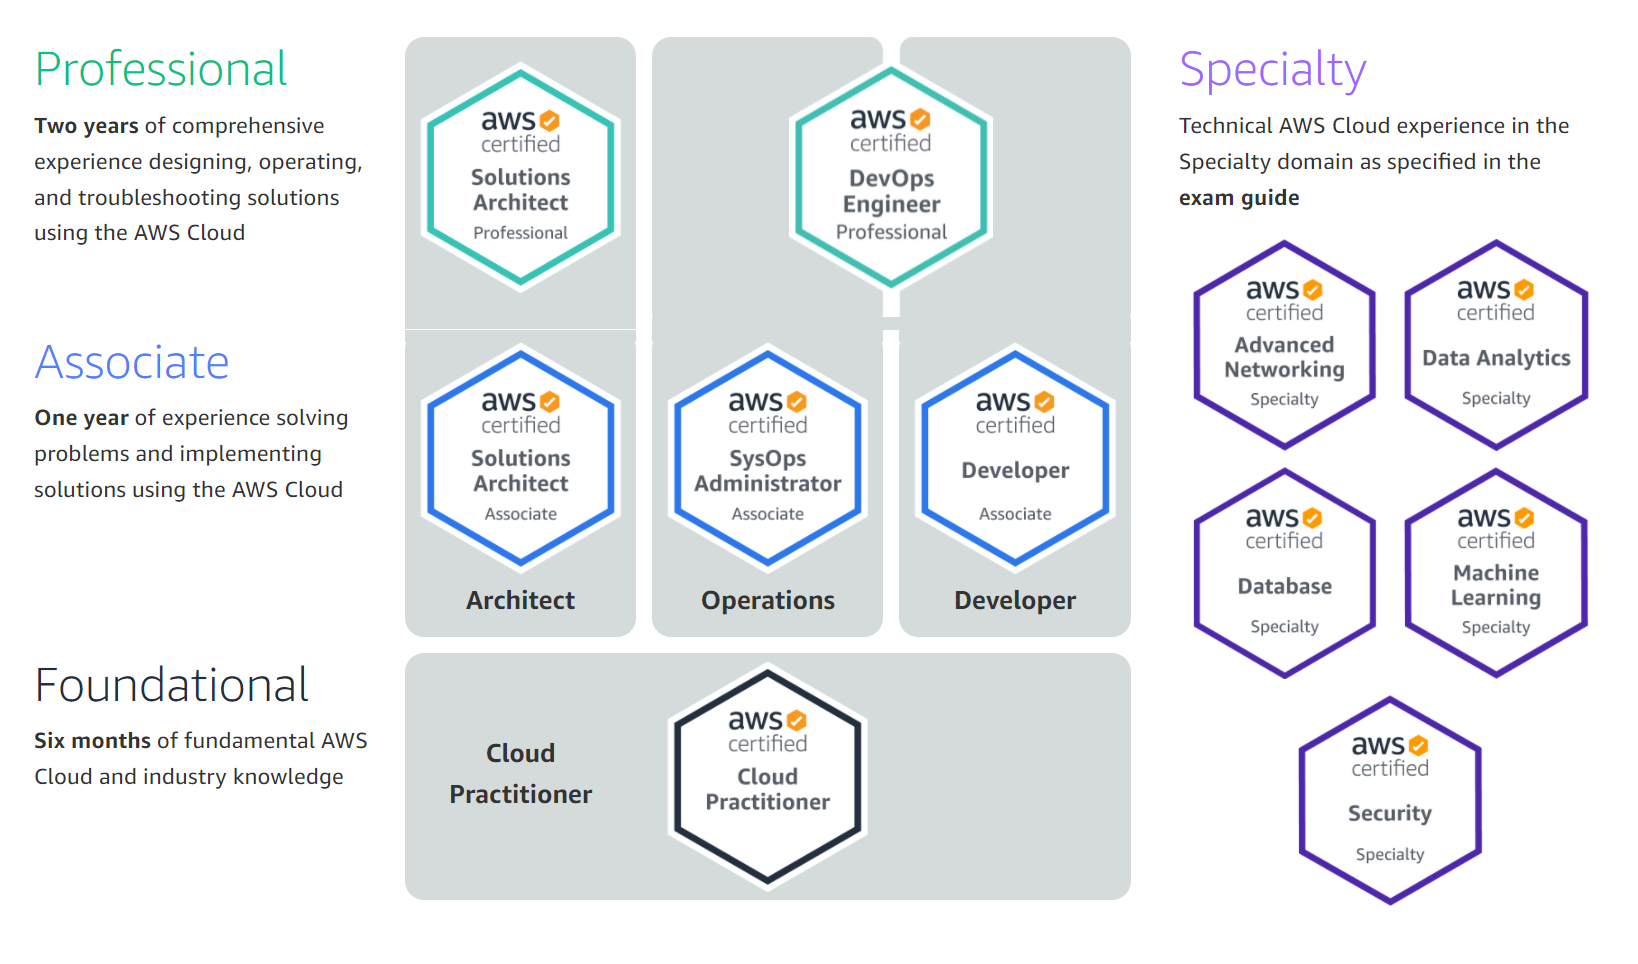 Professional
Two years of comprehensive
experience designing, operating,
and troubleshooting solutions
using the AWS Cloud
aws
certified
Solutions
Architect
Professional
aws
certified
DevOps
Engineer
Professional
Associate
One year of experience solving
problems and implementing
solutions using the AWS Cloud
aws
certified
Solutions
Architect
Associate
Architect
aws
certified
SysOps
Administrator
Associate
Operations
aws
certified
Developer
Associate
Developer
Foundational
Six months of fundamental AWS
Cloud and industry knowledge
Cloud
Practitioner
aws
certified
Cloud
Practitioner
Specialty
Technical AWS Cloud experience in the
Specialty domain as specified in the
exam guide
aws
certified
Advanced
Networking
Specialty
aws
certified
Data Analytics
Specialty
aws
certified
Database
Specialty
aws
certified
Machine
Learning
Specialty
aws
certified
Security
Specialty